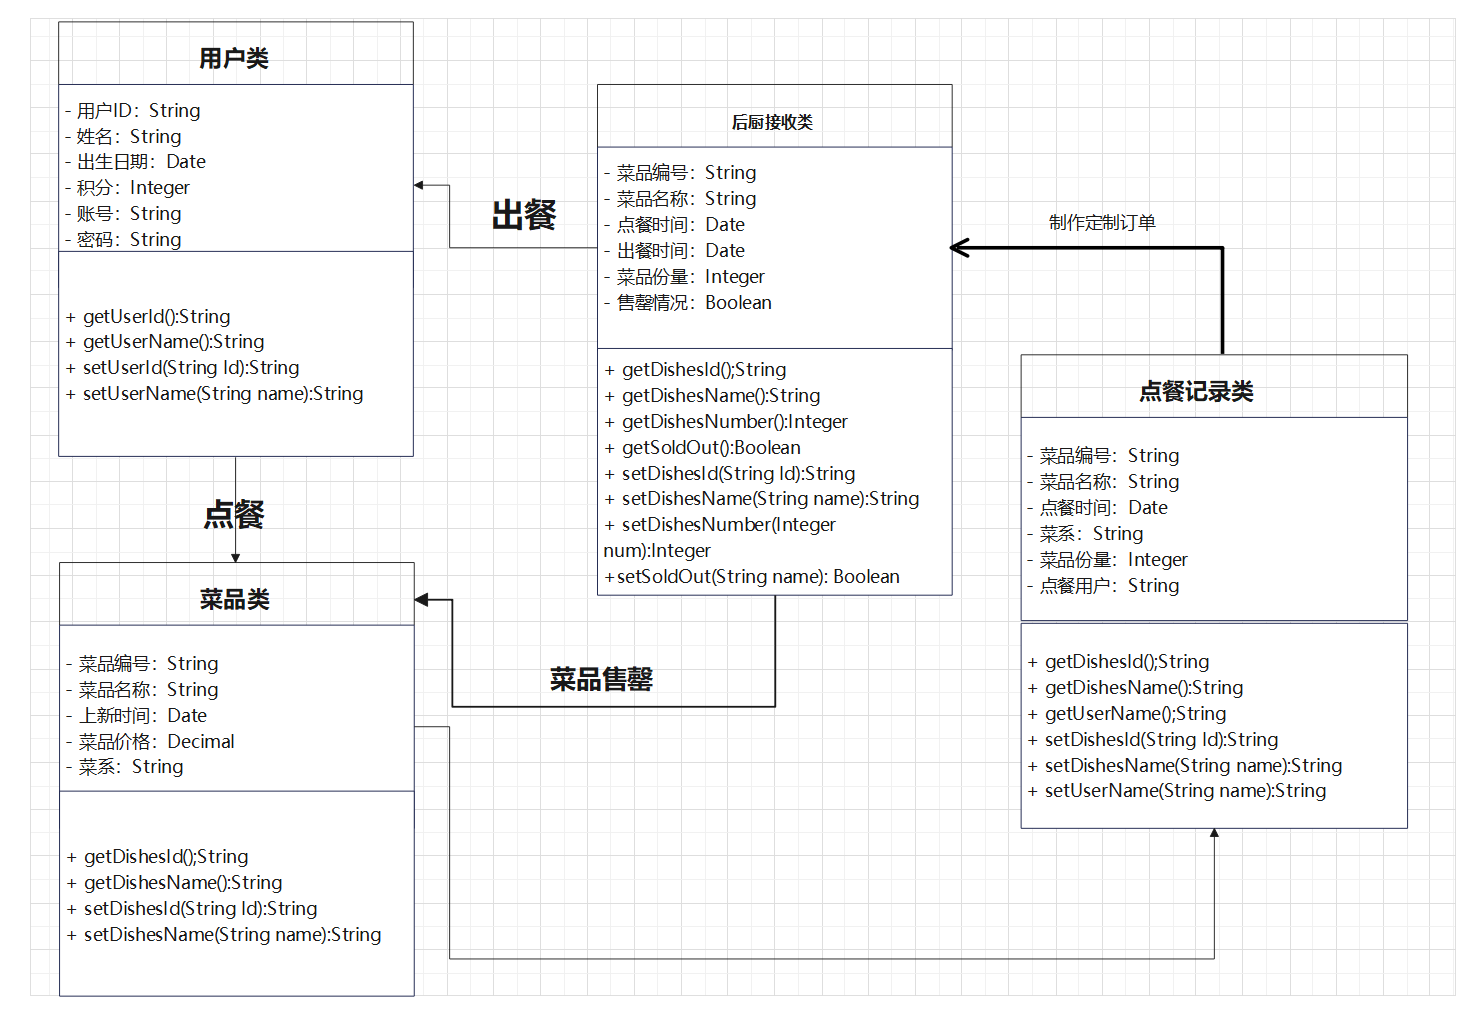 用户类
- 用户ID：String
- 姓名：String
- 出生日期：Date
- 积分：Integer
- 账号：String
- 密码：String
+ getUserId():String
+ getUserName():String
+ setUserId(String Id):String
+ setUserName(String name):String
出餐
后厨接收类
- 菜品编号：String
- 菜品名称：String
- 点餐时间：Date
- 出餐时间：Date
- 菜品份量：Integer
- 售罄情况：Boolean
+ getDishesId();String
+ getDishesName():String
+ getDishesNumber():Integer
+ getSoldOut():Boolean
+ setDishesId(String Id):String
+ setDishesName(String name):String
+ setDishesNumber(Integer
num):Integer
+setSoldOut(String name): Boolean
制作定制订单
点餐记录类
- 菜品编号：String
- 菜品名称：String
- 点餐时间：Date
- 菜系：String
- 菜品份量：Integer
- 点餐用户：String
+ getDishesId();String
+ getDishesName():String
+ getUserName();String
+ setDishesId(String Id):String
+ setDishesName(String name):String
+ setUserName(String name):String
点餐
菜品类
- 菜品编号：String
- 菜品名称：String
- 上新时间：Date
- 菜品价格：Decimal
- 菜系：String
+ getDishesId();String
+ getDishesName():String
+ setDishesId(String Id):String
+ setDishesName(String name):String
菜品售罄